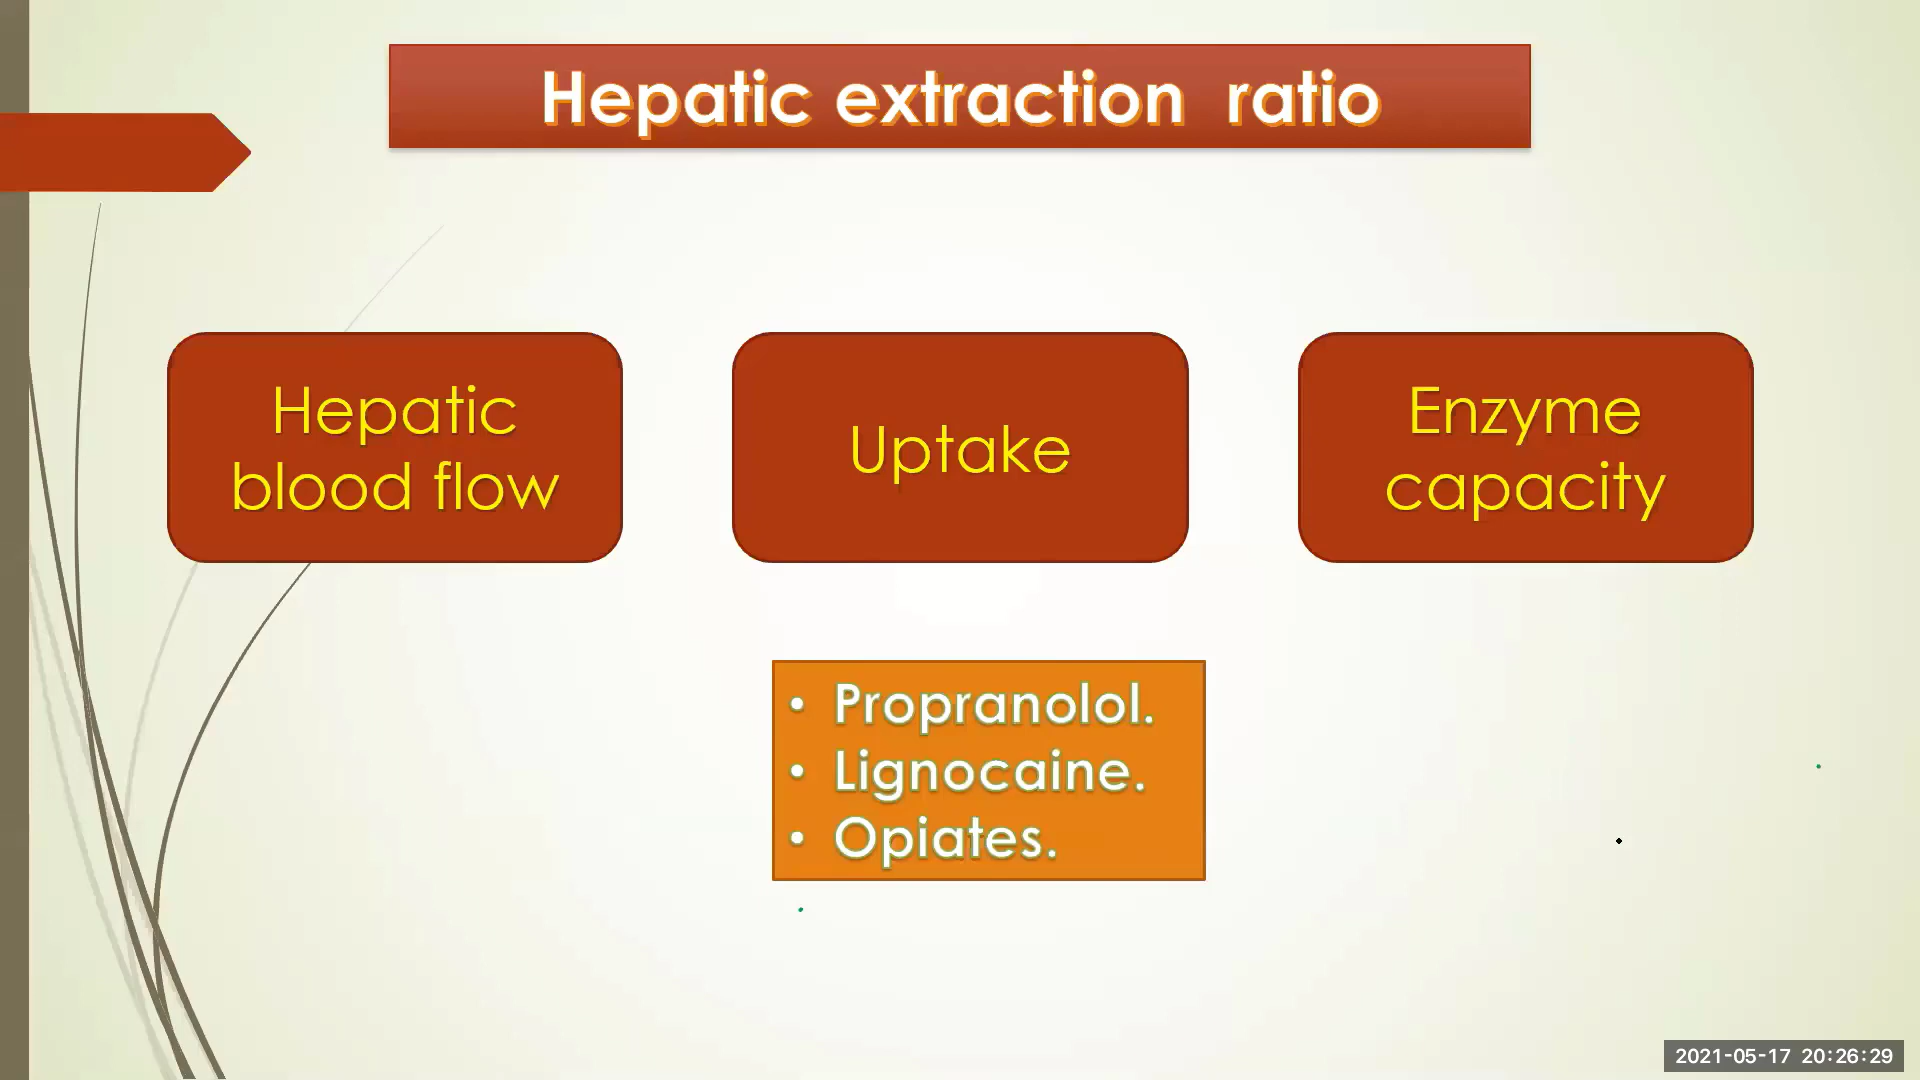 Hepatic extraction ratio
Hepatic
blood flow
Uptake
Enzyme
capacity
• Propranolol.
• Lignocaine.
• Opiates.
2021-05-17 20:26:29